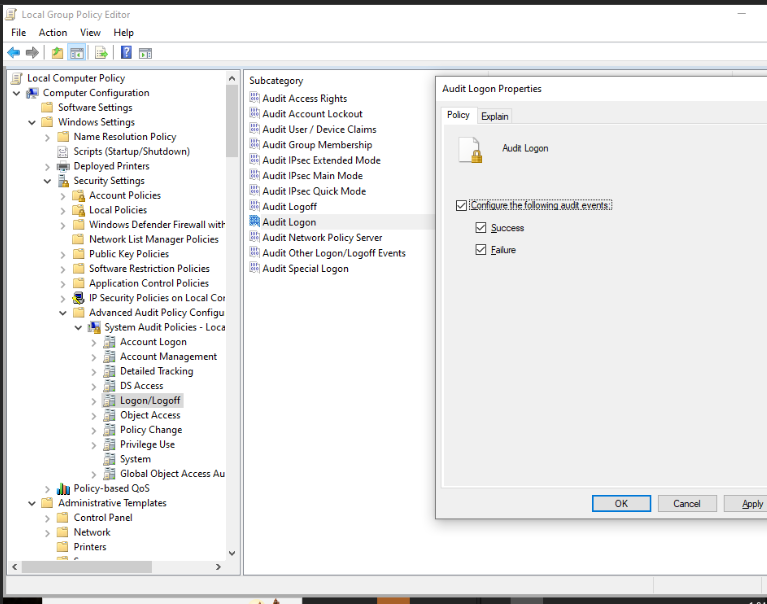 Local Group Policy Editor
File Action View Help
Local Computer Policy
Computer Configuration
Software Settings
Windows Settings
Name Resolution Policy
Scripts (Startup/Shutdown)
Deployed Printers
Security Settings
Account Policies
Local Policies
Windows Defender Firewall with
Network List Manager Policies
Public Key Policies
Software Restriction Policies
Application Control Policies
IP Security Policies on Local Cor
Advanced Audit Policy Configu
System Audit Policies - Loca
Account Logon
Account Management
Detailed Tracking
DS Access
Logon/Logoff
Object Access
Policy Change
Privilege Use
System
Global Object Access Au
Policy-based QoS
Administrative Templates
Control Panel
Network
Printers
Subcategory
Audit Access Rights
Audit Account Lockout
Audit User / Device Claims
Audit Group Membership
Audit IPsec Extended Mode
Audit IPsec Main Mode
Audit IPsec Quick Mode
Audit Logoff
Audit Logon
Audit Network Policy Server
Audit Other Logon/Logoff Events
Audit Special Logon
Audit Logon Properties
Policy Explain
Audit Logon
Configure the following audit events:
Success
Failure
OK Cancel Apply